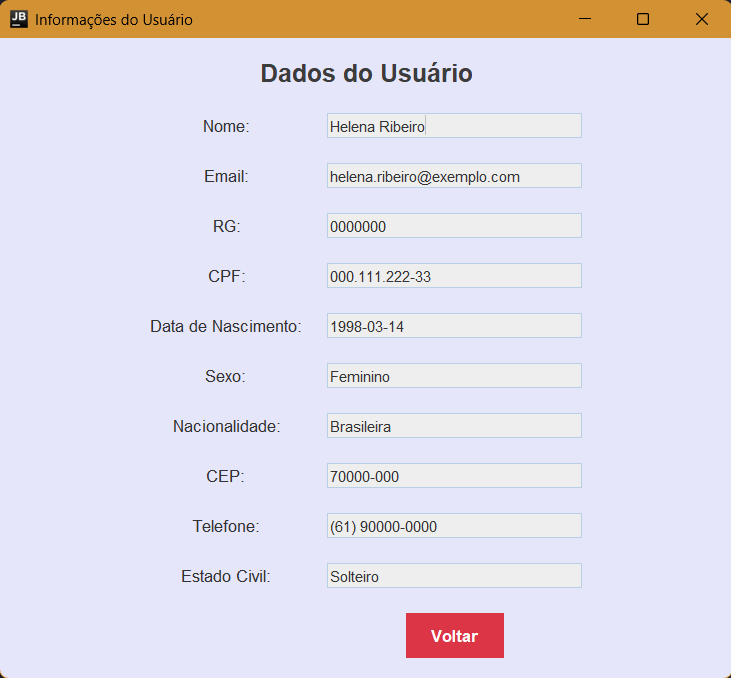 JB Informações do Usuário
Dados do Usuário
Nome: Helena Ribeiro
Email: helena.ribeiro@exemplo.com
RG: 0000000
CPF: 000.111.222-33
Data de Nascimento: 1998-03-14
Sexo: Feminino
Nacionalidade: Brasileira
CEP: 70000-000
Telefone: (61) 90000-0000
Estado Civil: Solteiro
Voltar